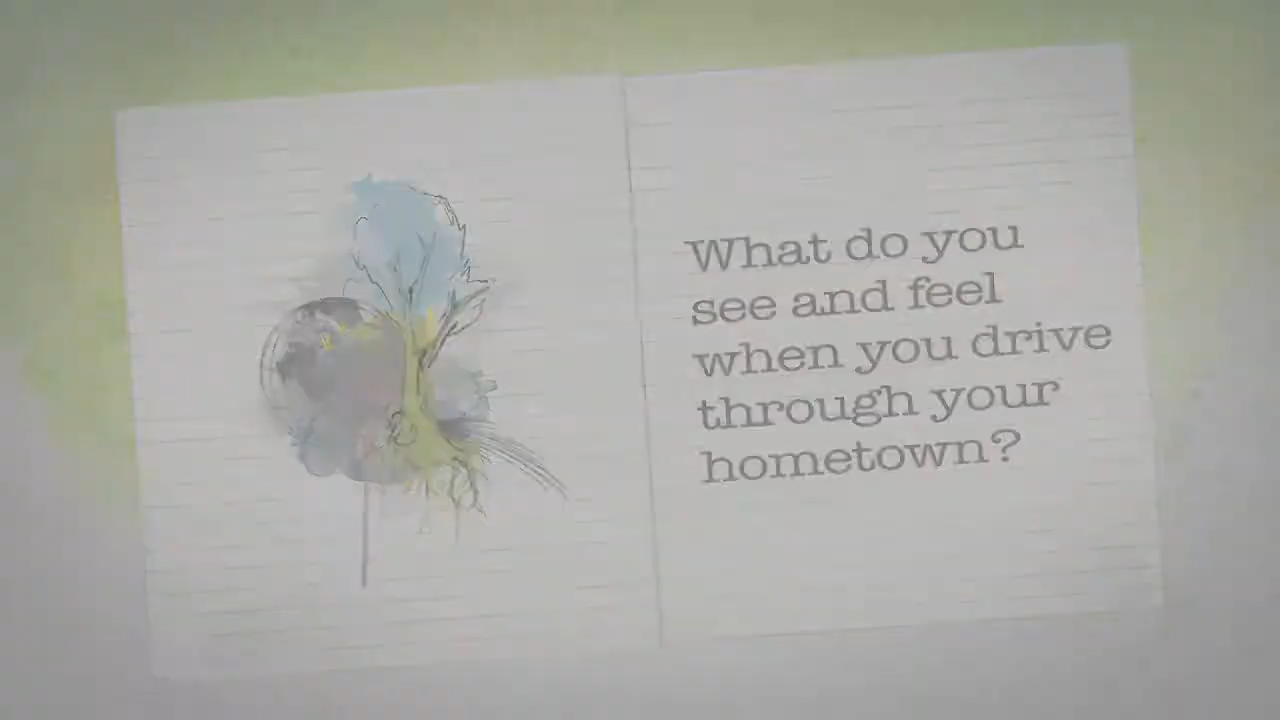 What do you
see and feel
when you drive
through your
hometown?